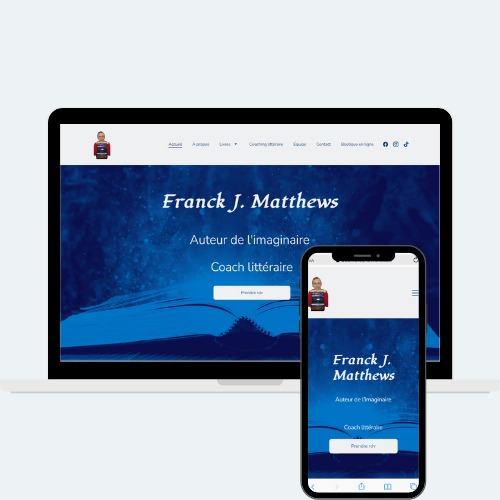 Accueil A propos Livres Coaching littéraire Equipe Contact Boutique en ligne
Franck J. Matthews
Auteur de l'imaginaire
Coach littéraire
Prendre rdv
Franck J.
Matthews
Auteur de l'imaginaire
Coach littéraire
Prendre rdv